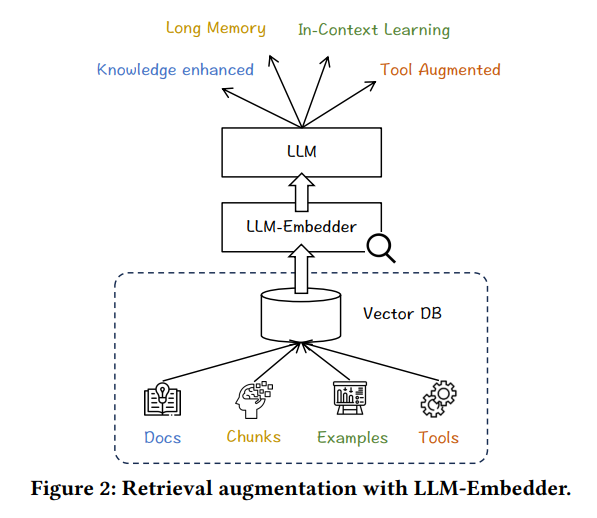 Long Memory
In-Context Learning
Knowledge enhanced
Tool Augmented
LLM
LLM-Embedder
Vector DB
Docs
Chunks
Examples
Tools
Figure 2: Retrieval augmentation with LLM-Embedder.